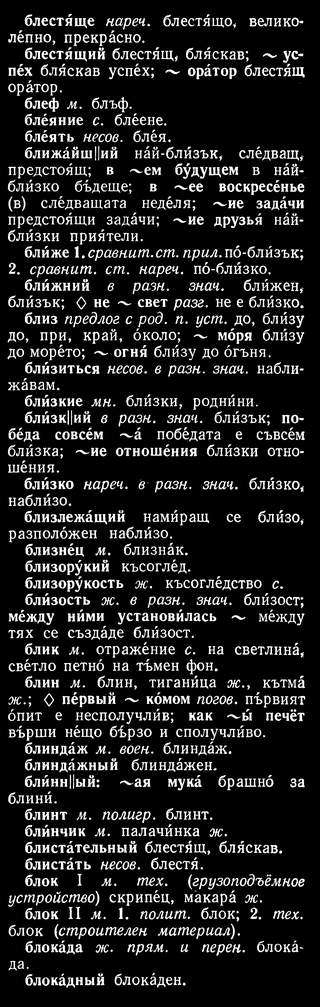 блестя́ще нареч. блестя́що, велико-
ле́пно, прекра́сно.
блестя́щий блестя́щ, бля́скав; ~ ус-
пе́х бля́скав успе́х; ~ ора́тор блестя́щ
ора́тор.
блеф м. блъф.
бле́яние с. бле́ене.
бле́ять несов. бле́я.
ближа́йш||ий на́й-бли́зък, сле́дващ,
предстоя́щ; в ~ем бу́дущем в на́й-
бли́зко бъ́деще; в ~ее воскресе́нье
(в) сле́дващата неде́ля; ~ие зада́чи
предстоя́щи зада́чи; ~ие друзья́ на́й-
бли́зки прия́тели.
бли́же 1. сравнит. ст. прил. по́-бли́зък;
2. сравнит. ст. нареч. по́-бли́зко.
бли́жний в разн. знач. бли́жен,
бли́зък; ◊ не ~ свет разг. не е бли́зко.
близ предлог с род. п. уст. до, бли́зу
до, при, край, о́коло; ~ мо́ря бли́зу
до море́то; ~ огня́ бли́зу до о́гъня.
бли́зиться несов. в разн. знач. набли-
жа́вам.
бли́зкие мн. бли́зки, родни́ни.
бли́зк||ий в разн. знач. бли́зък; по-
бе́да совсе́м ~а́ побе́дата е съвсе́м
бли́зка; ~ие отноше́ния бли́зки отно-
ше́ния.
бли́зко нареч. в разн. знач. бли́зко,
набли́зо.
близлежа́щий нами́ращ се бли́зо,
разполо́жен набли́зо.
близне́ц м. близна́к.
близору́кий късогле́д.
близору́кость ж. късогле́дство с.
бли́зость ж. в разн. знач. бли́зост;
ме́жду ни́ми установи́лась ~ ме́жду
тях се създа́де бли́зост.
блик м. отраже́ние с. на светлина́,
све́тло петно́ на тъ́мен фон.
блин м. блин, тигани́ца ж., кътма́
ж.; ◊ пе́рвый ~ ко́мом погов. пъ́рвият
о́пит е несполучли́в; как ~ы́ печёт
въ́рши не́що бъ́рзо и сполучли́во.
блинда́ж м. воен. блинда́ж.
блинда́жный блинда́жен.
бли́нн||ый: ~ая мука́ брашно́ за
блини́.
блинт м. полигр. блинт.
бли́нчик м. палачи́нка ж.
блиста́тельный блестя́щ, бля́скав.
блиста́ть несов. блестя́.
блок I м. тех. (грузоподъёмное
устройство) скрипе́ц, макара́ ж.
блок II м. 1. полит. блок; 2. тех.
блок (строителен материал).
блока́да ж. прям. и перен. блока́-
да.
блока́дный блока́ден.